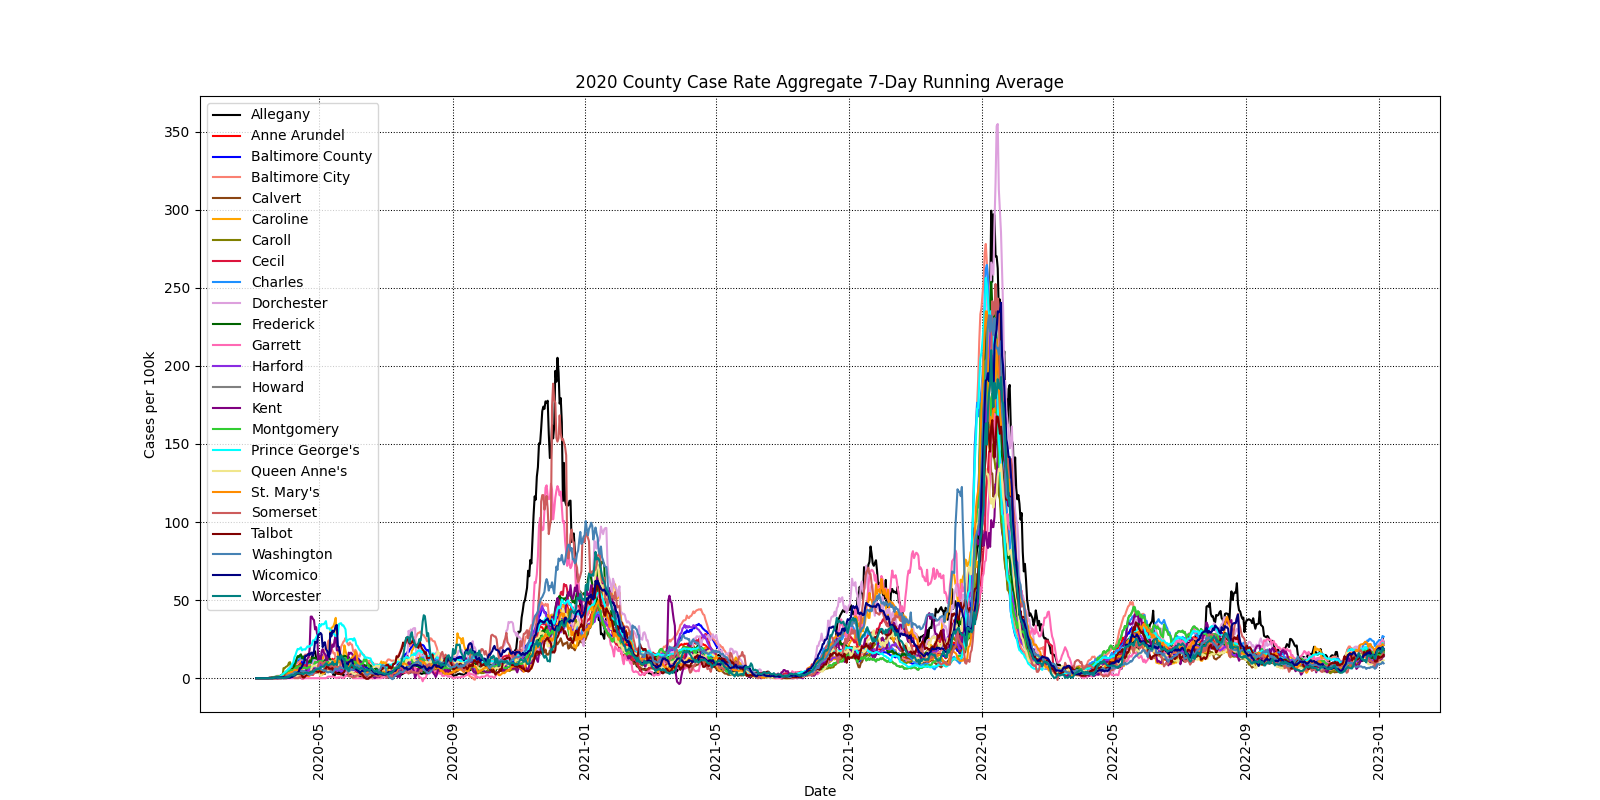 2020 County Case Rate Aggregate 7-Day Running Average
Allegany
Anne Arundel
Baltimore County
Baltimore City
Calvert
Caroline
Caroll
Cecil
Charles
Dorchester
Frederick
Garrett
Harford
Howard
Kent
Montgomery
Prince George's
Queen Anne's
St. Mary's
Somerset
Talbot
Washington
Wicomico
Worcester
Cases per 100k
350
300
250
200
150
100
50
0
2020-05
2020-09
2021-01
2021-05
2021-09
2022-01
2022-05
2022-09
2023-01
Date